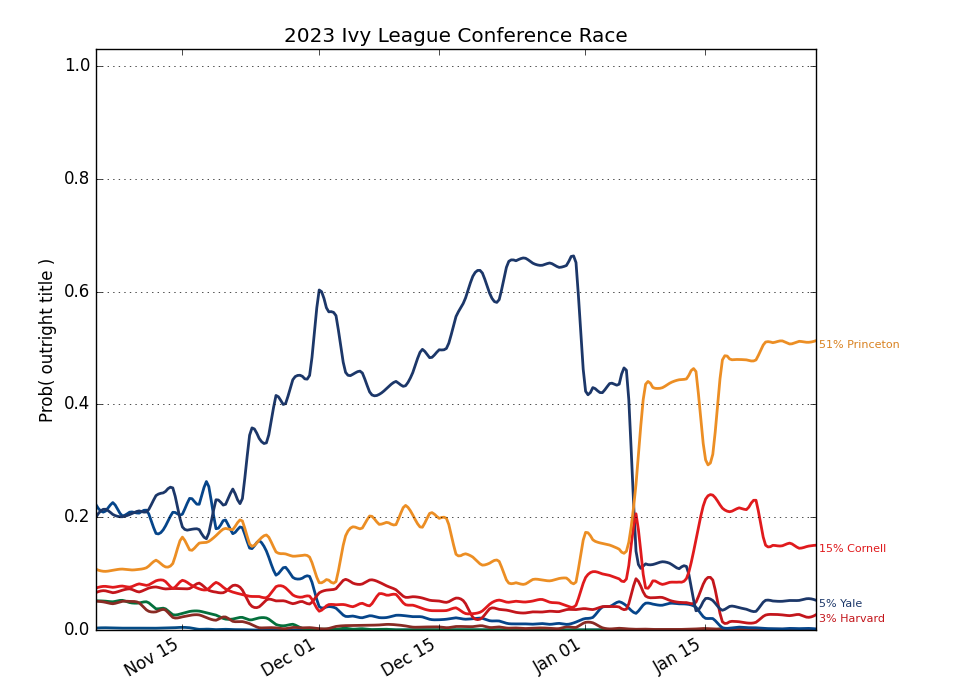 2023 Ivy League Conference Race
Prob( outright title )
1.0
0.8
0.6
0.4
0.2
0.0
51% Princeton
15% Cornell
5% Yale
3% Harvard
Nov 15
Dec 01
Dec 15
Jan 01
Jan 15